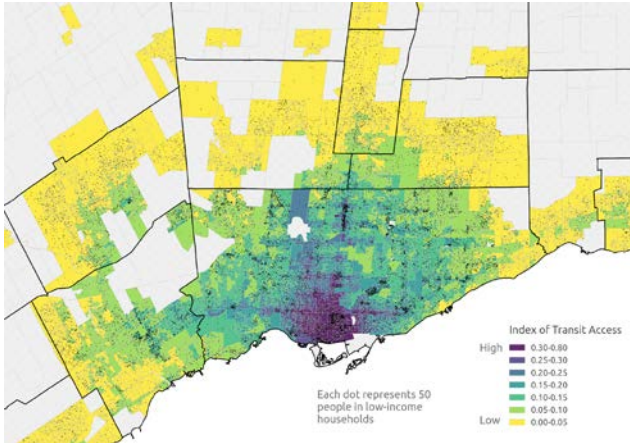 Index of Transit Access
High
0.30-0.80
0.25-0.30
0.20-0.25
0.15-0.20
0.10-0.15
0.05-0.10
Low
0.00-0.05
Each dot represents 50
people in low-income
households